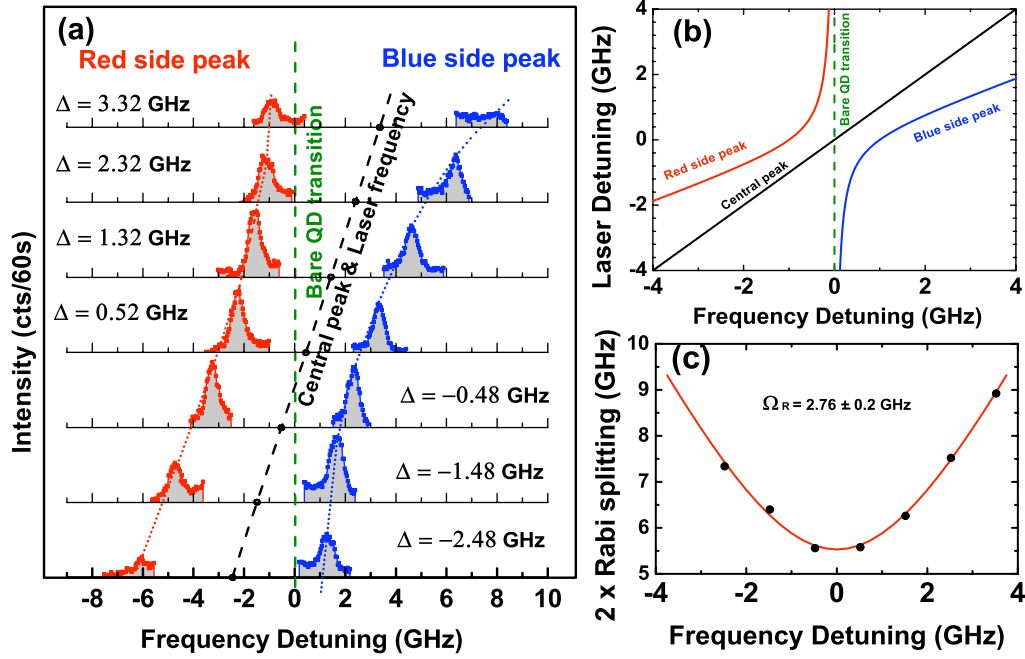 (a)
Red side peak
Blue side peak
Δ = 3.32 GHz
Δ = 2.32 GHz
Δ = 1.32 GHz
Δ = 0.52 GHz
Δ = −0.48 GHz
Δ = −1.48 GHz
Δ = −2.48 GHz
Bare QD transition
Central peak & Laser frequency
Intensity (cts/60s)
-8 -6 -4 -2 0 2 4 6 8 10
Frequency Detuning (GHz)
(b)
Laser Detuning (GHz)
4
2
0
-2
-4
Red side peak
Central peak
Bare QD transition
Blue side peak
-4 -2 0 2 4
Frequency Detuning (GHz)
(c)
2 x Rabi splitting (GHz)
10
9
8
7
6
5
Ω R = 2.76 ± 0.2 GHz
-4 -2 0 2 4
Frequency Detuning (GHz)